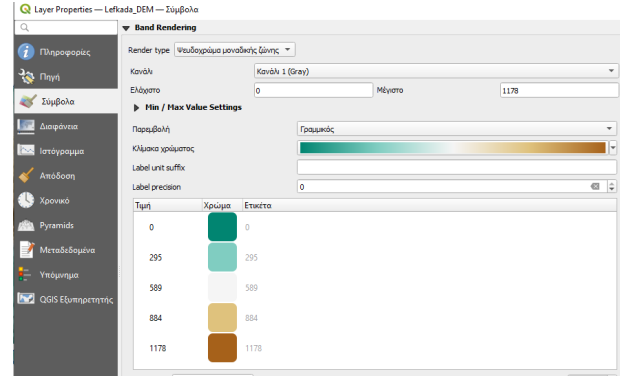 Layer Properties — Lefkada_DEM — Σύμβολα
Πληροφορίες
Πηγή
Σύμβολα
Διαφάνεια
Ιστόγραμμα
Απόδοση
Χρονικό
Pyramids
Μεταδεδομένα
Υπόμνημα
QGIS Εξυπηρετητής
Band Rendering
Render type Ψευδοχρώμα μοναδικής ζώνης
Κανάλι Κανάλι 1 (Gray)
Ελάχιστο 0 Μέγιστο 1178
Min / Max Value Settings
Παρεμβολή Γραμμικός
Κλίμακα χρώματος
Label unit suffix
Label precision 0
Τιμή Χρώμα Ετικέτα
0 0
295 295
589 589
884 884
1178 1178